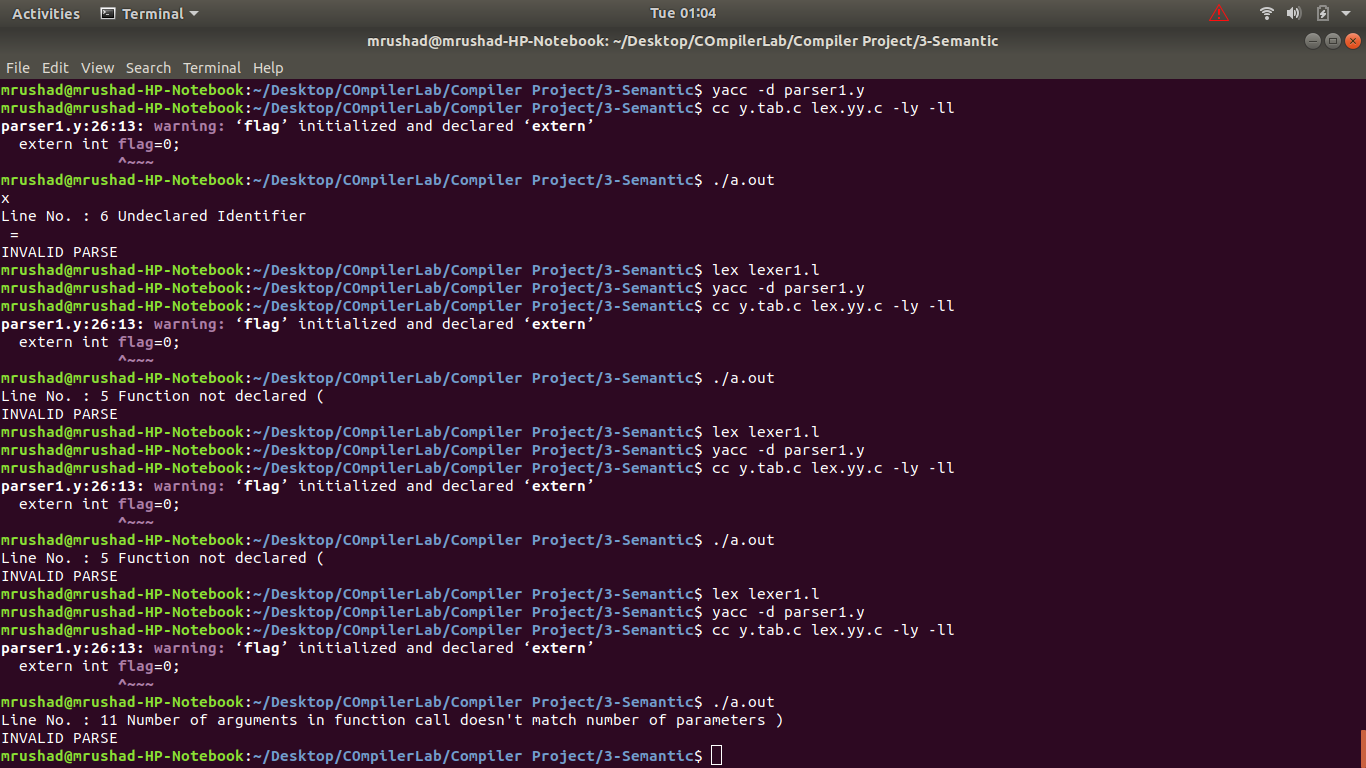 Activities Terminal Tue 01:04
mrushad@mrushad-HP-Notebook: ~/Desktop/COmpilerLab/Compiler Project/3-Semantic
File Edit View Search Terminal Help
mrushad@mrushad-HP-Notebook:~/Desktop/COmpilerLab/Compiler Project/3-Semantic$ yacc -d parser1.y
mrushad@mrushad-HP-Notebook:~/Desktop/COmpilerLab/Compiler Project/3-Semantic$ cc y.tab.c lex.yy.c -ly -ll
parser1.y:26:13: warning: ‘flag’ initialized and declared ‘extern’
  extern int flag=0;
             ^~~~
mrushad@mrushad-HP-Notebook:~/Desktop/COmpilerLab/Compiler Project/3-Semantic$ ./a.out
x
Line No. : 6 Undeclared Identifier
 =
INVALID PARSE
mrushad@mrushad-HP-Notebook:~/Desktop/COmpilerLab/Compiler Project/3-Semantic$ lex lexer1.l
mrushad@mrushad-HP-Notebook:~/Desktop/COmpilerLab/Compiler Project/3-Semantic$ yacc -d parser1.y
mrushad@mrushad-HP-Notebook:~/Desktop/COmpilerLab/Compiler Project/3-Semantic$ cc y.tab.c lex.yy.c -ly -ll
parser1.y:26:13: warning: ‘flag’ initialized and declared ‘extern’
  extern int flag=0;
             ^~~~
mrushad@mrushad-HP-Notebook:~/Desktop/COmpilerLab/Compiler Project/3-Semantic$ ./a.out
Line No. : 5 Function not declared (
INVALID PARSE
mrushad@mrushad-HP-Notebook:~/Desktop/COmpilerLab/Compiler Project/3-Semantic$ lex lexer1.l
mrushad@mrushad-HP-Notebook:~/Desktop/COmpilerLab/Compiler Project/3-Semantic$ yacc -d parser1.y
mrushad@mrushad-HP-Notebook:~/Desktop/COmpilerLab/Compiler Project/3-Semantic$ cc y.tab.c lex.yy.c -ly -ll
parser1.y:26:13: warning: ‘flag’ initialized and declared ‘extern’
  extern int flag=0;
             ^~~~
mrushad@mrushad-HP-Notebook:~/Desktop/COmpilerLab/Compiler Project/3-Semantic$ ./a.out
Line No. : 5 Function not declared (
INVALID PARSE
mrushad@mrushad-HP-Notebook:~/Desktop/COmpilerLab/Compiler Project/3-Semantic$ lex lexer1.l
mrushad@mrushad-HP-Notebook:~/Desktop/COmpilerLab/Compiler Project/3-Semantic$ yacc -d parser1.y
mrushad@mrushad-HP-Notebook:~/Desktop/COmpilerLab/Compiler Project/3-Semantic$ cc y.tab.c lex.yy.c -ly -ll
parser1.y:26:13: warning: ‘flag’ initialized and declared ‘extern’
  extern int flag=0;
             ^~~~
mrushad@mrushad-HP-Notebook:~/Desktop/COmpilerLab/Compiler Project/3-Semantic$ ./a.out
Line No. : 11 Number of arguments in function call doesn't match number of parameters )
INVALID PARSE
mrushad@mrushad-HP-Notebook:~/Desktop/COmpilerLab/Compiler Project/3-Semantic$